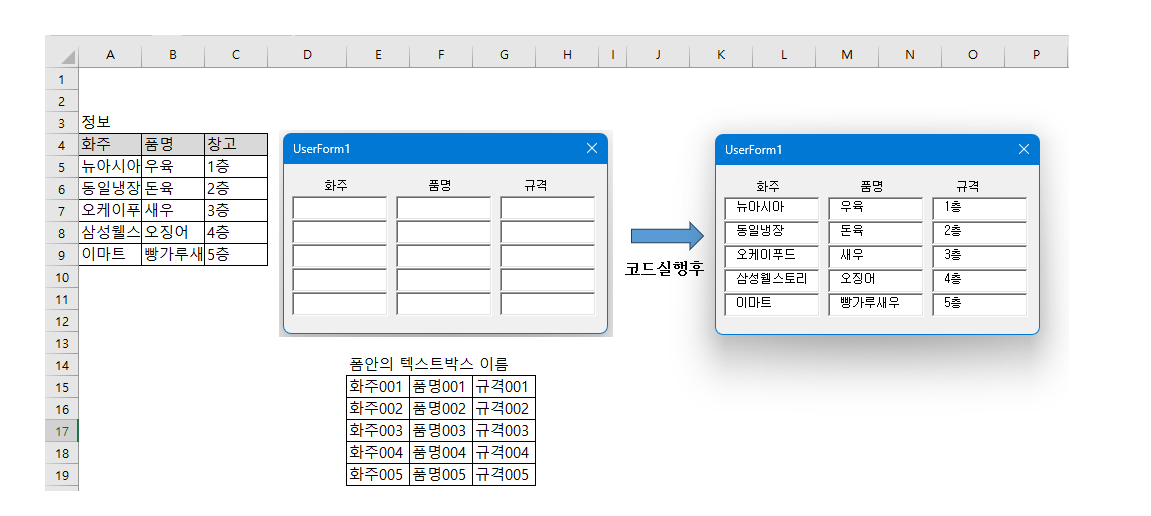 A B C D E F G H I J K L M N O P
1
2
3 정보
4 화주 품명 창고
5 뉴아시아 우육 1층
6 동일냉장 돈육 2층
7 오케이푸 새우 3층
8 삼성웰스 오징어 4층
9 이마트 빵가루새 5층
10
11
12
13
14
15
16
17
18
19
UserForm1
화주 품명 규격
코드실행후
UserForm1
화주 품명 규격
뉴아시아 우육 1층
동일냉장 돈육 2층
오케이푸드 새우 3층
삼성웰스토리 오징어 4층
이마트 빵가루새우 5층
폼안의 텍스트박스 이름
화주001 품명001 규격001
화주002 품명002 규격002
화주003 품명003 규격003
화주004 품명004 규격004
화주005 품명005 규격005